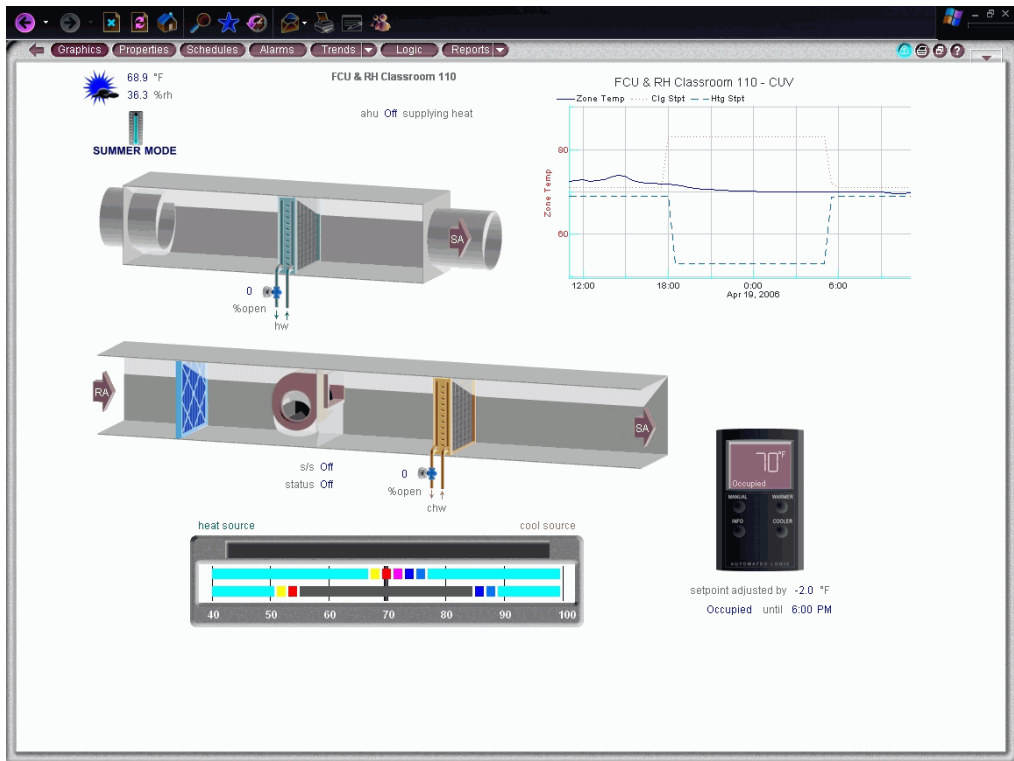 Graphics Properties Schedules Alarms Trends Logic Reports
68.9 °F
36.3 %rh
SUMMER MODE
FCU & RH Classroom 110
ahu Off supplying heat
FCU & RH Classroom 110 - CUV
Zone Temp Clg Stpt Htg Stpt
80
Zone Temp
60
12:00 18:00 0:00 6:00
Apr 19, 2006
SA
0
%open
hw
RA
SA
s/s Off
status Off
0
%open
chw
heat source cool source
40 50 60 70 80 90 100
70°F
Occupied
MANUAL WARMER
INFO COOLER
AUTOMATED LOGIC
setpoint adjusted by -2.0 °F
Occupied until 6:00 PM